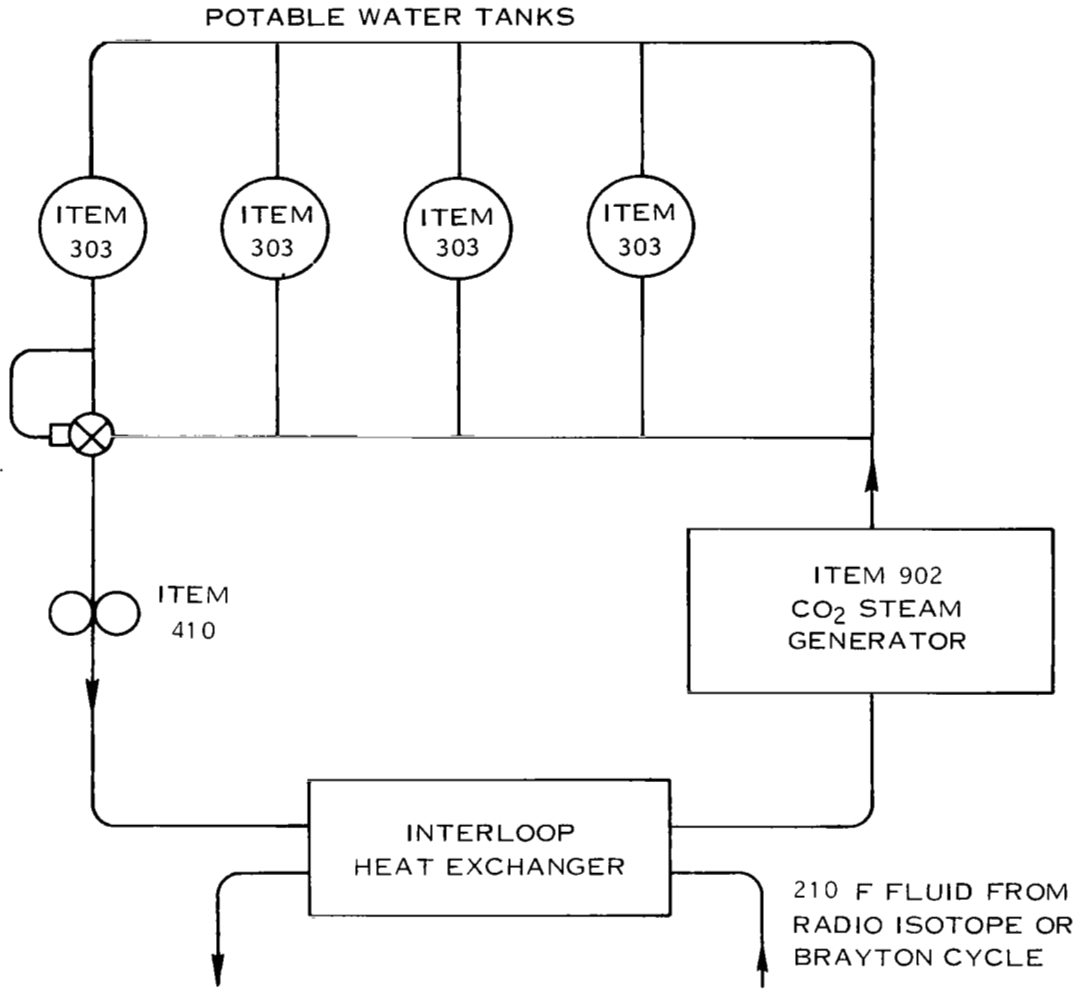 POTABLE WATER TANKS
ITEM
303
ITEM
303
ITEM
303
ITEM
303
ITEM
410
ITEM 902
CO₂ STEAM
GENERATOR
INTERLOOP
HEAT EXCHANGER
210 F FLUID FROM
RADIO ISOTOPE OR
BRAYTON CYCLE